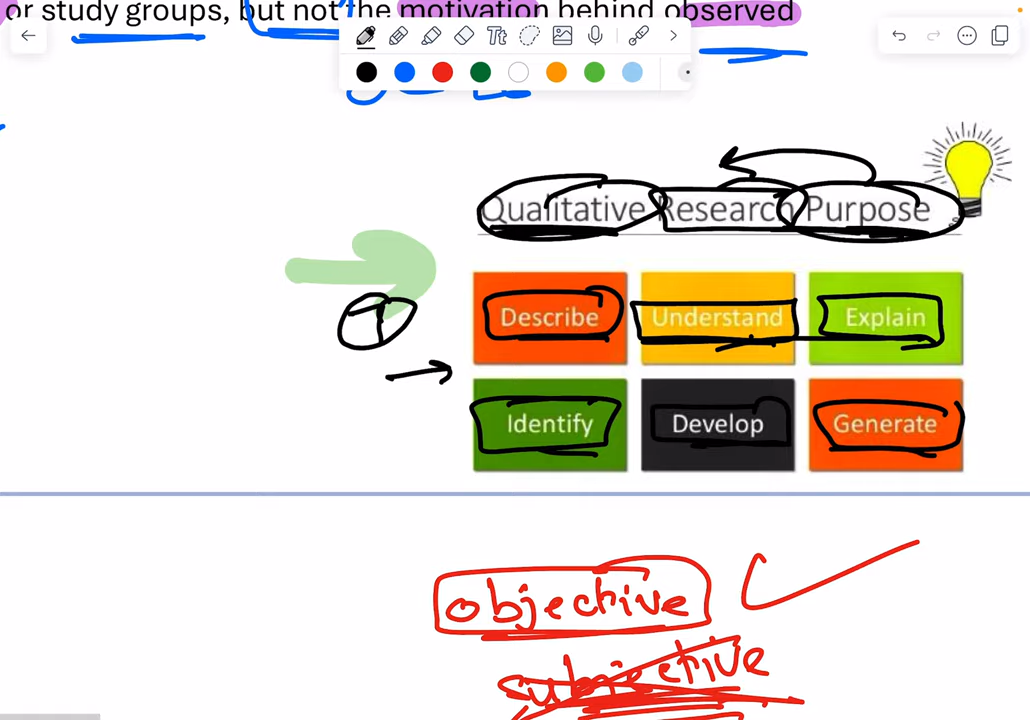 or study groups, but not the motivation behind observed
Tt
Qualitative Research Purpose
Describe Understand Explain
Identify Develop Generate
objective
subjective